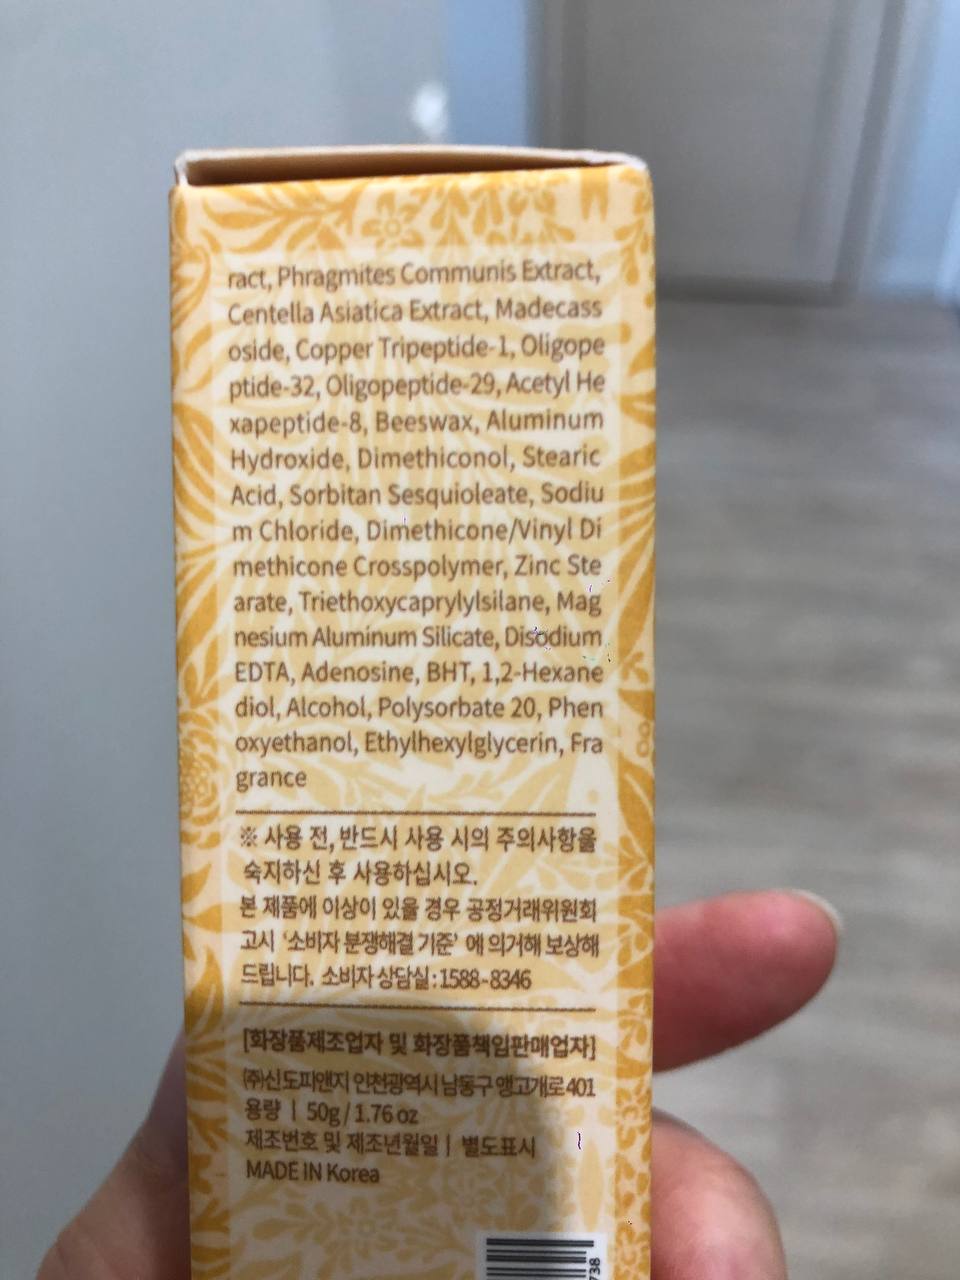 ract, Phragmites Communis Extract,
Centella Asiatica Extract, Madecass
oside, Copper Tripeptide-1, Oligope
ptide-32, Oligopeptide-29, Acetyl He
xapeptide-8, Beeswax, Aluminum
Hydroxide, Dimethiconol, Stearic
Acid, Sorbitan Sesquioleate, Sodiu
m Chloride, Dimethicone/Vinyl Di
methicone Crosspolymer, Zinc Ste
arate, Triethoxycaprylylsilane, Mag
nesium Aluminum Silicate, Disodium
EDTA, Adenosine, BHT, 1,2-Hexane
diol, Alcohol, Polysorbate 20, Phen
oxyethanol, Ethylhexylglycerin, Fra
grance
※ 사용 전, 반드시 사용 시의 주의사항을
숙지하신 후 사용하십시오.
본 제품에 이상이 있을 경우 공정거래위원회
고시 ‘소비자 분쟁해결 기준’ 에 의거해 보상해
드립니다. 소비자 상담실 : 1588-8346
[화장품제조업자 및 화장품책임판매업자]
㈜신도피앤지 인천광역시 남동구 앵고개로 401
용량 | 50g / 1.76 oz
제조번호 및 제조년월일 | 별도표시
MADE IN Korea
738